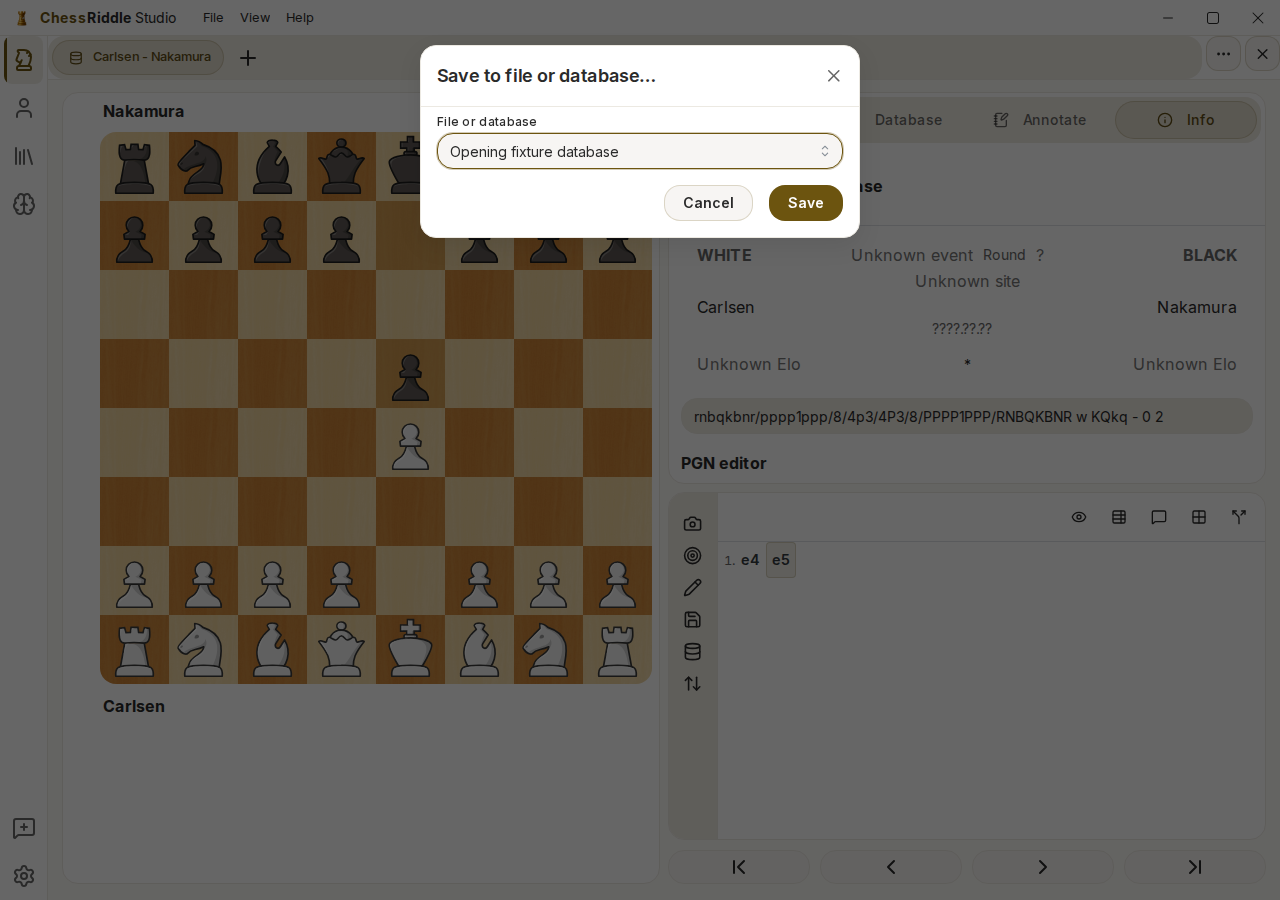 ChessRiddle Studio File View Help
Carlsen - Nakamura
Save to file or database...
File or database
Opening fixture database
Cancel Save
Nakamura
Carlsen
Database Annotate Info
WHITE Unknown event Round ? BLACK
Unknown site
Carlsen Nakamura
????.??.??
Unknown Elo * Unknown Elo
rnbqkbnr/pppp1ppp/8/4p3/4P3/8/PPPP1PPP/RNBQKBNR w KQkq - 0 2
PGN editor
1. e4 e5